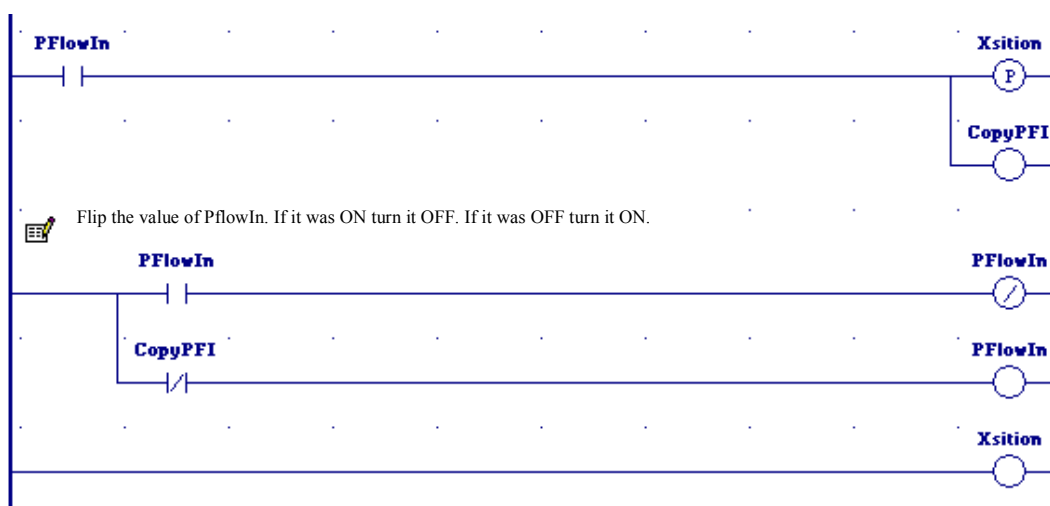 PFlowIn Xsition
P
CopyPFI
Flip the value of PflowIn. If it was ON turn it OFF. If it was OFF turn it ON.
PFlowIn PFlowIn
CopyPFI PFlowIn
Xsition